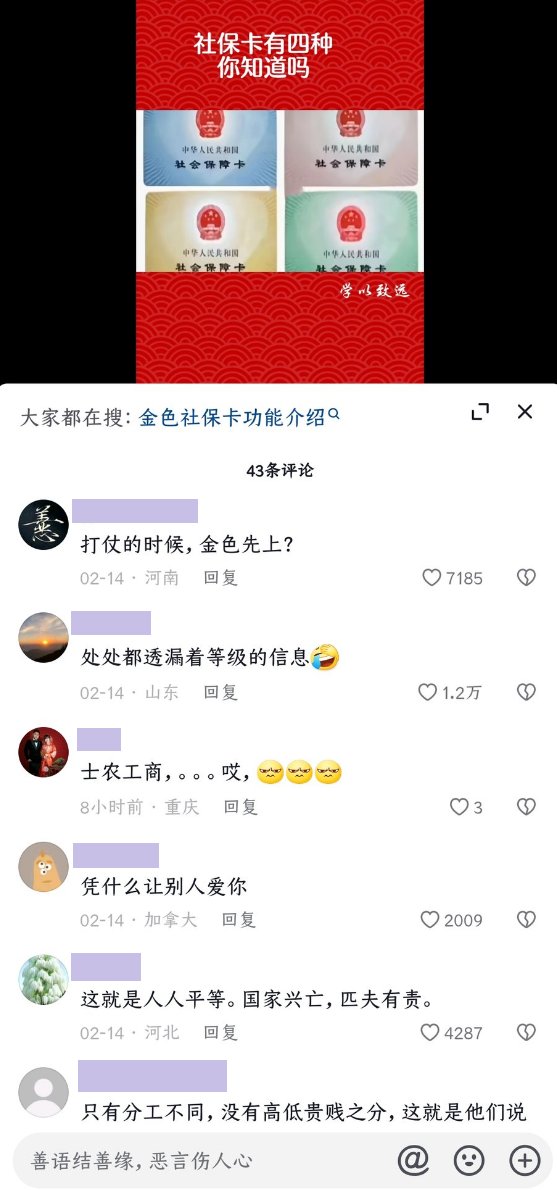 社保卡有四种
你知道吗
中华人民共和国
社会保障卡
中华人民共和国
社会保障卡
中华人民共和国
社会保障卡
中华人民共和国
社会保障卡
学以致远
大家都在搜: 金色社保卡功能介绍
43条评论
打仗的时候, 金色先上?
02-14 · 河南 回复 7185
处处都透漏着等级的信息🤣
02-14 · 山东 回复 1.2万
士农工商, 。。。哎,
8小时前 · 重庆 回复 3
凭什么让别人爱你
02-14 · 加拿大 回复 2009
这就是人人平等。国家兴亡, 匹夫有责。
02-14 · 河北 回复 4287
只有分工不同, 没有高低贵贱之分, 这就是他们说
善语结善缘, 恶言伤人心